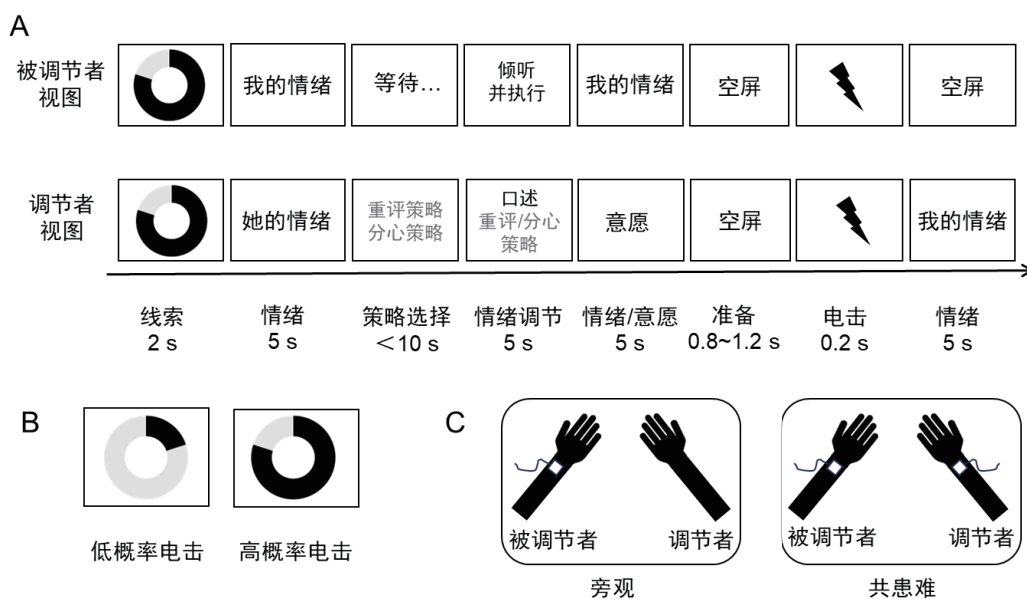 A
被调节者
视图
我的情绪
等待…
倾听
并执行
我的情绪
空屏
空屏
调节者
视图
她的情绪
重评策略
分心策略
口述
重评/分心
策略
意愿
空屏
我的情绪
线索
2 s
情绪
5 s
策略选择
＜10 s
情绪调节
5 s
情绪/意愿
5 s
准备
0.8~1.2 s
电击
0.2 s
情绪
5 s
B
低概率电击
高概率电击
C
被调节者
调节者
旁观
被调节者
调节者
共患难